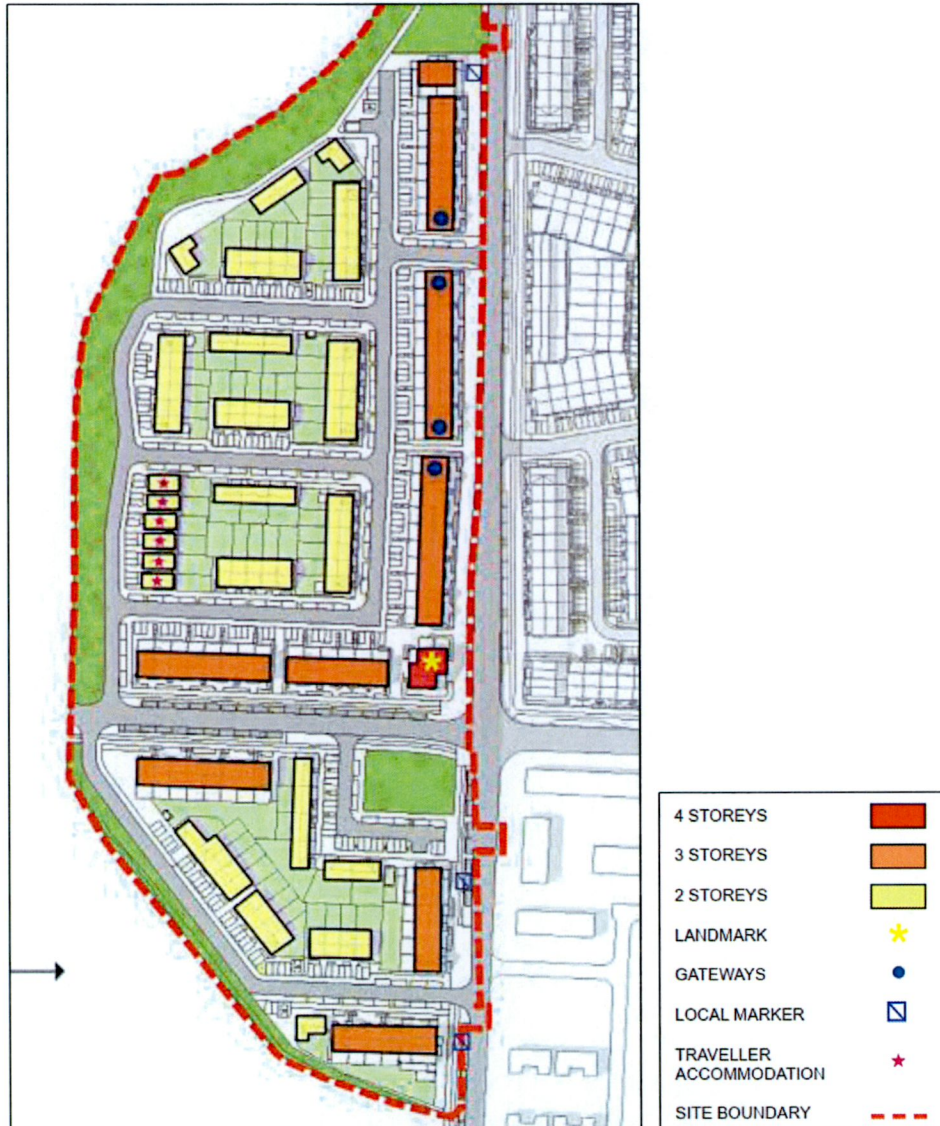 4 STOREYS
3 STOREYS
2 STOREYS
LANDMARK
GATEWAYS
LOCAL MARKER
TRAVELLER
ACCOMMODATION
SITE BOUNDARY